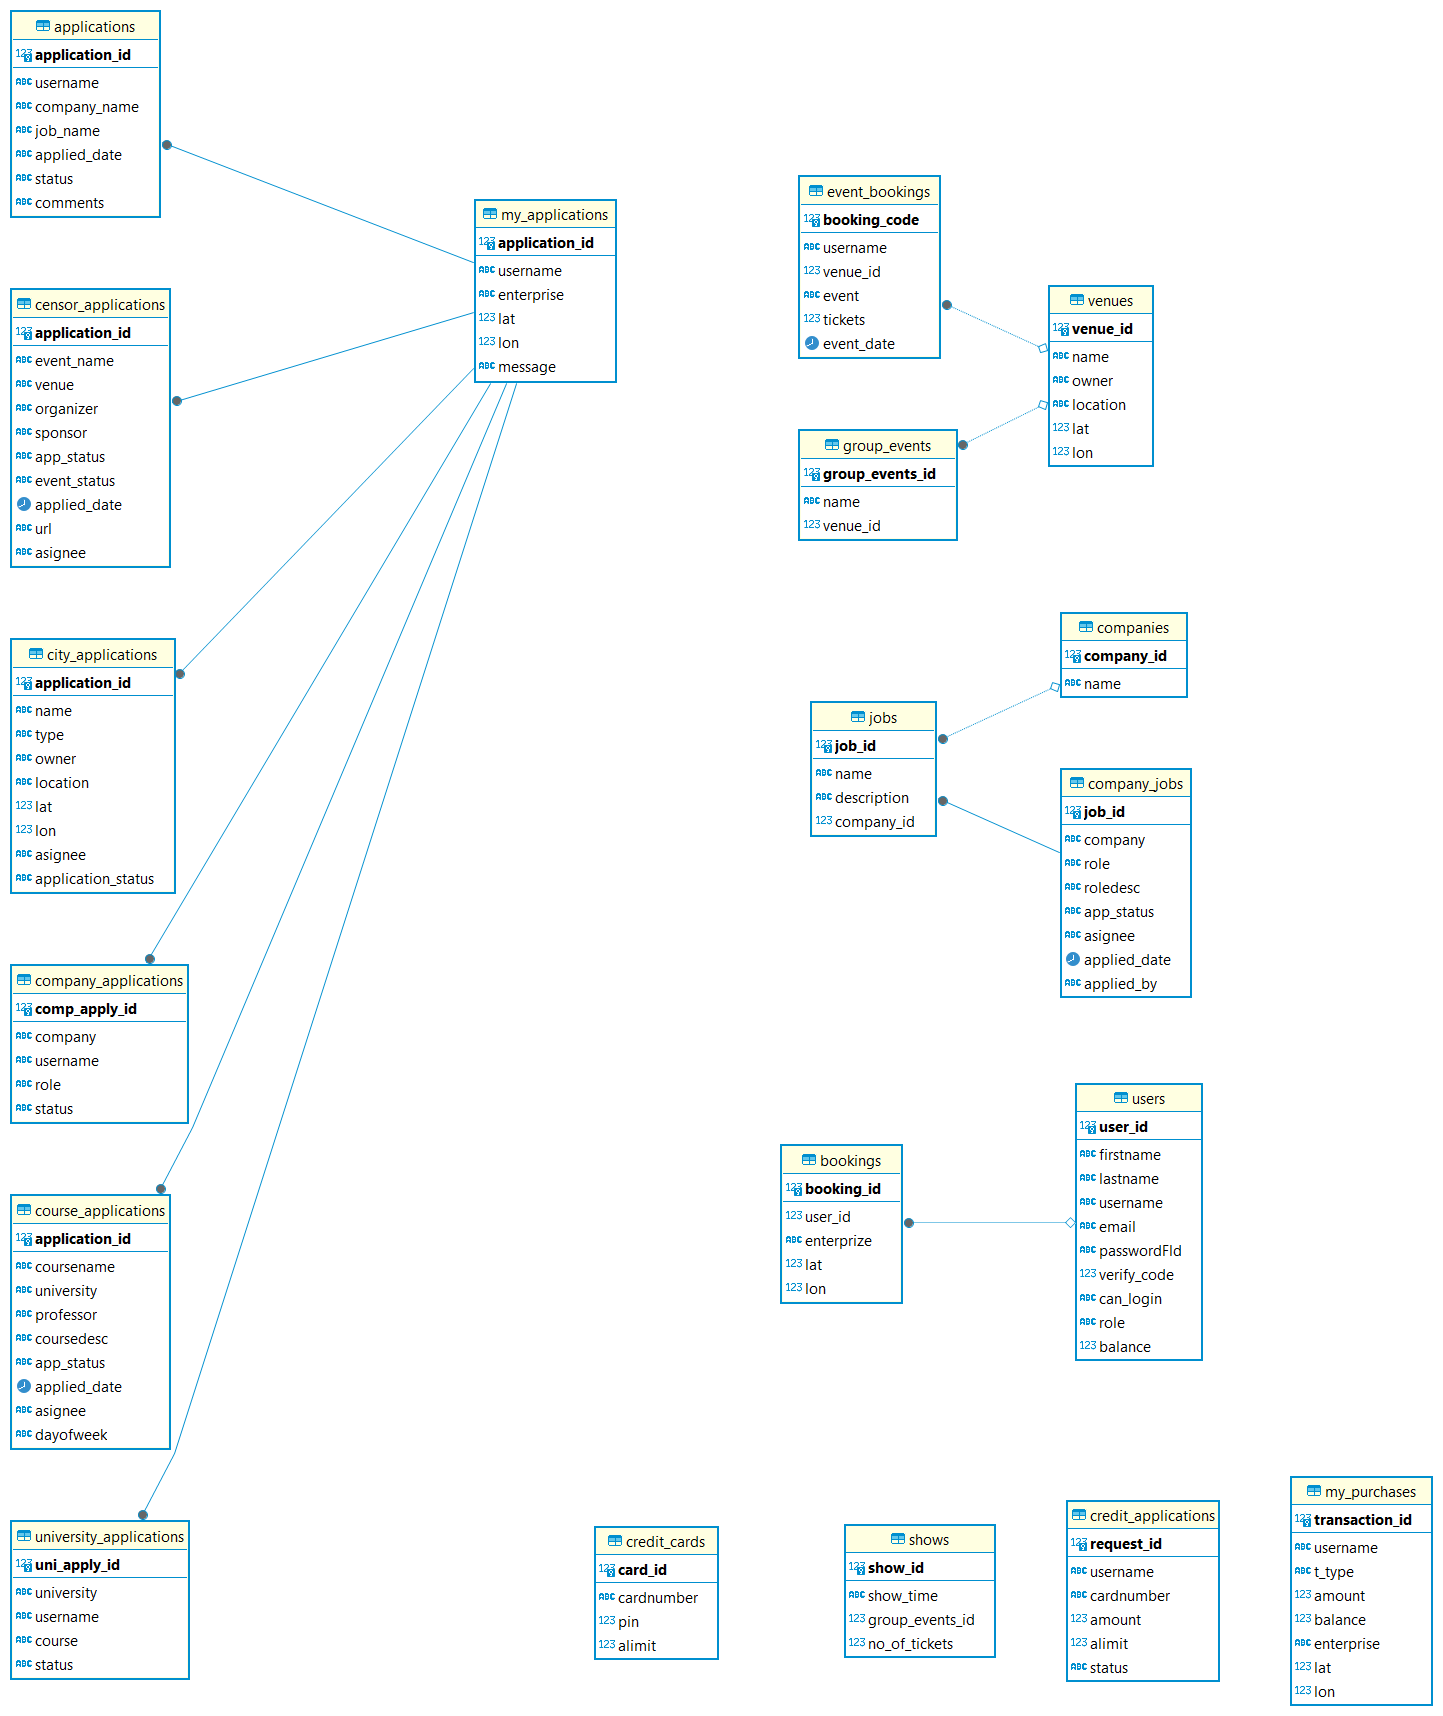 applications
application_id
username
company_name
job_name
applied_date
status
comments
censor_applications
application_id
event_name
venue
organizer
sponsor
app_status
event_status
applied_date
url
asignee
city_applications
application_id
name
type
owner
location
lat
lon
asignee
application_status
company_applications
comp_apply_id
company
username
role
status
course_applications
application_id
coursename
university
professor
coursedesc
app_status
applied_date
asignee
dayofweek
university_applications
uni_apply_id
university
username
course
status
my_applications
application_id
username
enterprise
lat
lon
message
event_bookings
booking_code
username
venue_id
event
tickets
event_date
venues
venue_id
name
owner
location
lat
lon
group_events
group_events_id
name
venue_id
companies
company_id
name
jobs
job_id
name
description
company_id
company_jobs
job_id
company
role
roledesc
app_status
asignee
applied_date
applied_by
users
user_id
firstname
lastname
username
email
passwordFld
verify_code
can_login
role
balance
bookings
booking_id
user_id
enterprize
lat
lon
credit_cards
card_id
cardnumber
pin
alimit
shows
show_id
show_time
group_events_id
no_of_tickets
credit_applications
request_id
username
cardnumber
amount
alimit
status
my_purchases
transaction_id
username
t_type
amount
balance
enterprise
lat
lon